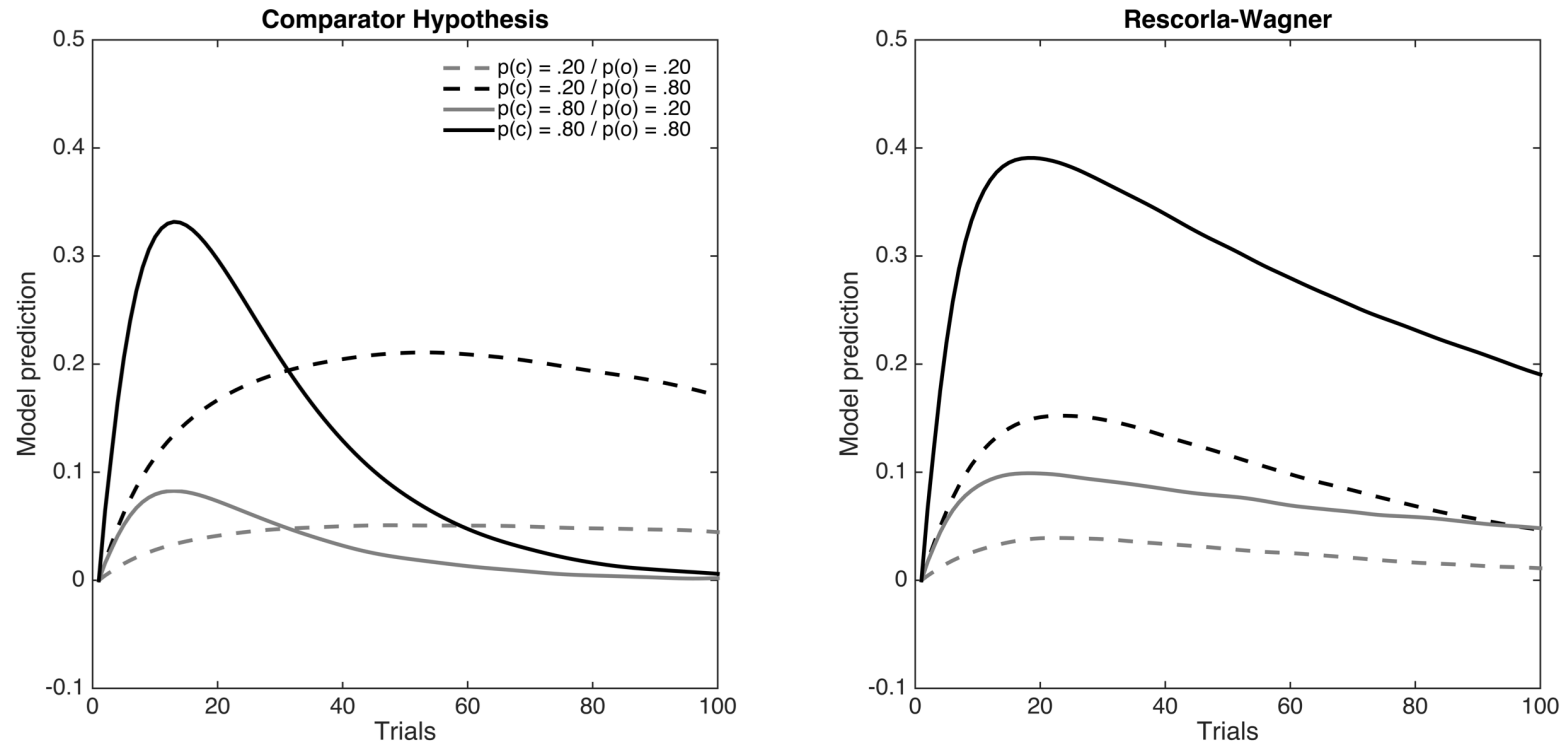 Comparator Hypothesis
0.5
0.4
0.3
0.2
0.1
0
-0.1
Model prediction
p(c) = .20 / p(o) = .20
p(c) = .20 / p(o) = .80
p(c) = .80 / p(o) = .20
p(c) = .80 / p(o) = .80
0 20 40 60 80 100
Trials
Rescorla-Wagner
0.5
0.4
0.3
0.2
0.1
0
-0.1
Model prediction
0 20 40 60 80 100
Trials